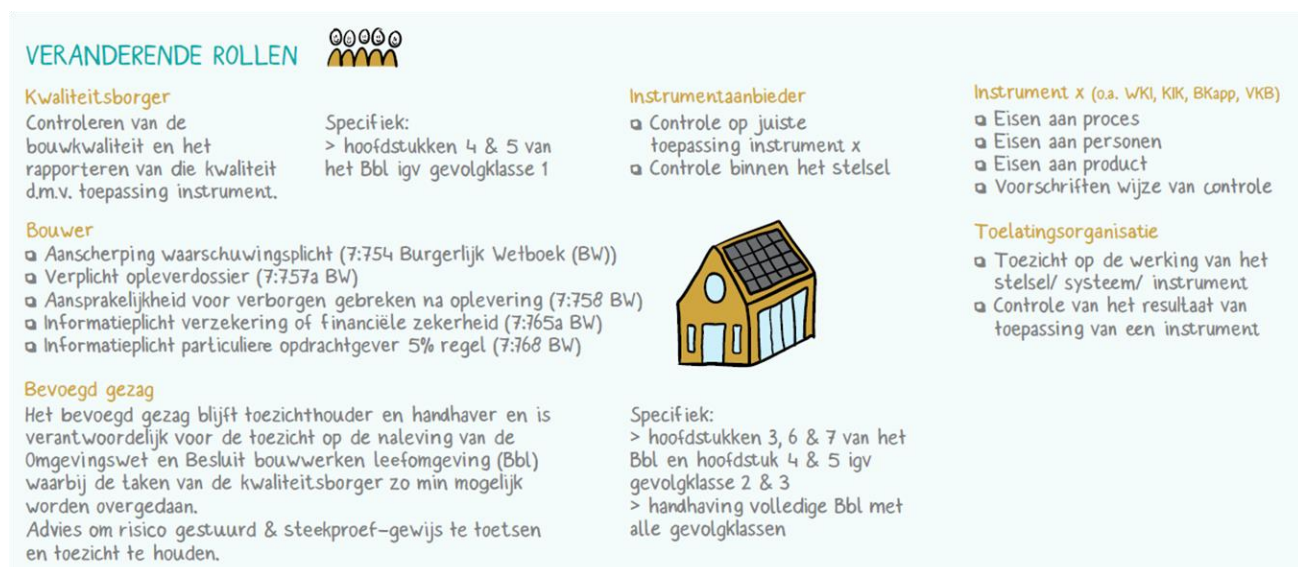 VERANDERENDE ROLLEN
Kwaliteitsborger
Controleren van de
bouwkwaliteit en het
rapporteren van die kwaliteit
d.m.v. toepassing instrument.
Specifiek:
> hoofdstukken 4 & 5 van
het Bbl igv gevolgklasse 1
Instrumentaanbieder
Controle op juiste
toepassing instrument x
Controle binnen het stelsel
Instrument x (o.a. WKI, KIK, BKapp, VKB)
Eisen aan proces
Eisen aan personen
Eisen aan product
Voorschriften wijze van controle
Bouwer
Aanscherping waarschuwingsplicht (7:754 Burgerlijk Wetboek (BW))
Verplicht opleverdossier (7:757a BW)
Aansprakelijkheid voor verborgen gebreken na oplevering (7:758 BW)
Informatieplicht verzekering of financiële zekerheid (7:765a BW)
Informatieplicht particuliere opdrachtgever 5% regel (7:768 BW)
Toelatingsorganisatie
Toezicht op de werking van het
stelsel/ systeem/ instrument
Controle van het resultaat van
toepassing van een instrument
Bevoegd gezag
Het bevoegd gezag blijft toezichthouder en handhaver en is
verantwoordelijk voor de toezicht op de naleving van de
Omgevingswet en Besluit bouwwerken leefomgeving (Bbl)
waarbij de taken van de kwaliteitsborger zo min mogelijk
worden overgedaan.
Advies om risico gestuurd & steekproef-gewijs te toetsen
en toezicht te houden.
Specifiek:
> hoofdstukken 3, 6 & 7 van het
Bbl en hoofdstuk 4 & 5 igv
gevolgklasse 2 & 3
> handhaving volledige Bbl met
alle gevolgklassen